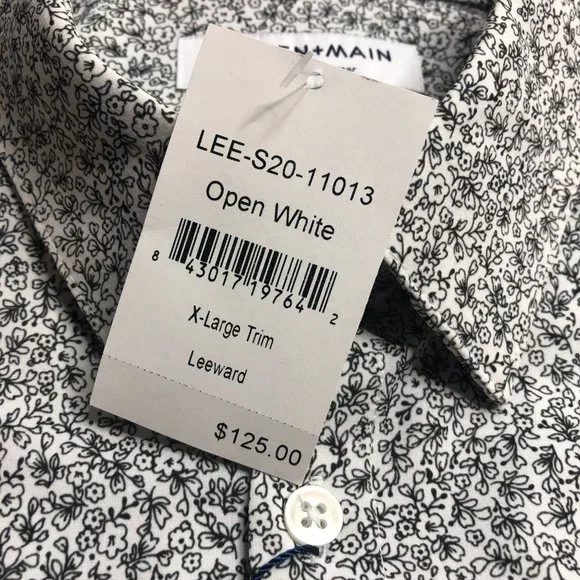 N+MAIN
LEE-S20-11013
Open White
8 43017 19764 2
X-Large Trim
Leeward
$125.00